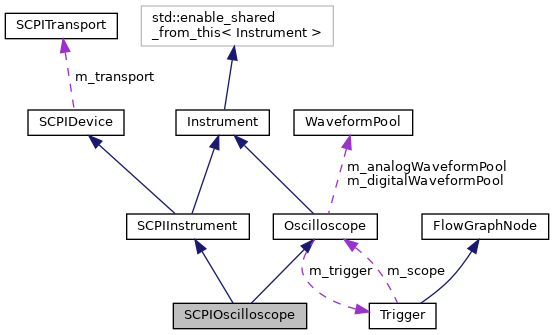 SCPITransport
std::enable_shared
_from_this< Instrument >
m_transport
SCPIDevice
Instrument
WaveformPool
m_analogWaveformPool
m_digitalWaveformPool
SCPIInstrument
Oscilloscope
FlowGraphNode
m_trigger
m_scope
SCPIOscilloscope
Trigger